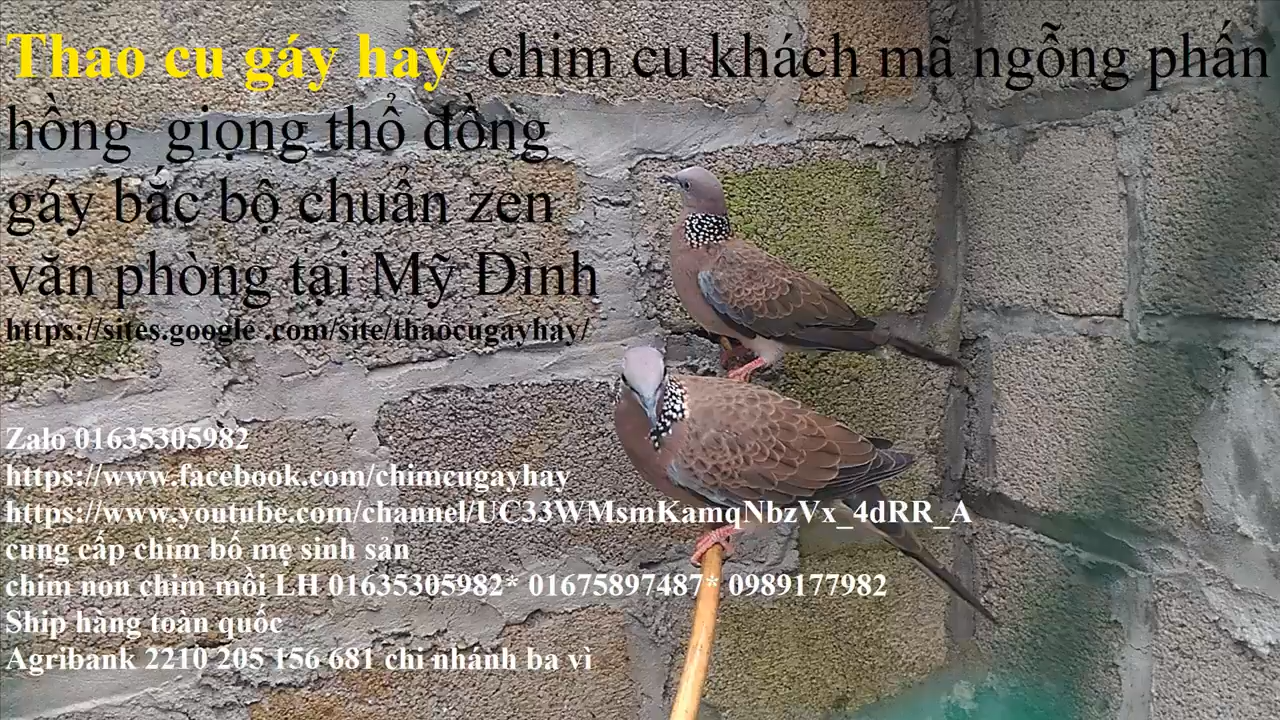 Thao cu gáy hay chim cu khách mã ngỗng phấn
hồng giọng thổ đồng
gáy bắc bộ chuẩn zen
văn phòng tại Mỹ Đình
https://sites.google .com/site/thaocugayhay/
Zalo 01635305982
https://www.facebook.com/chimcugayhay
https://www.youtube.com/channel/UC33WMsmKamqNbzVx_4dRR_A
cung cấp chim bố mẹ sinh sản
chim non chim mồi LH 01635305982* 01675897487* 0989177982
Ship hàng toàn quốc
Agribank 2210 205 156 681 chi nhánh ba vì